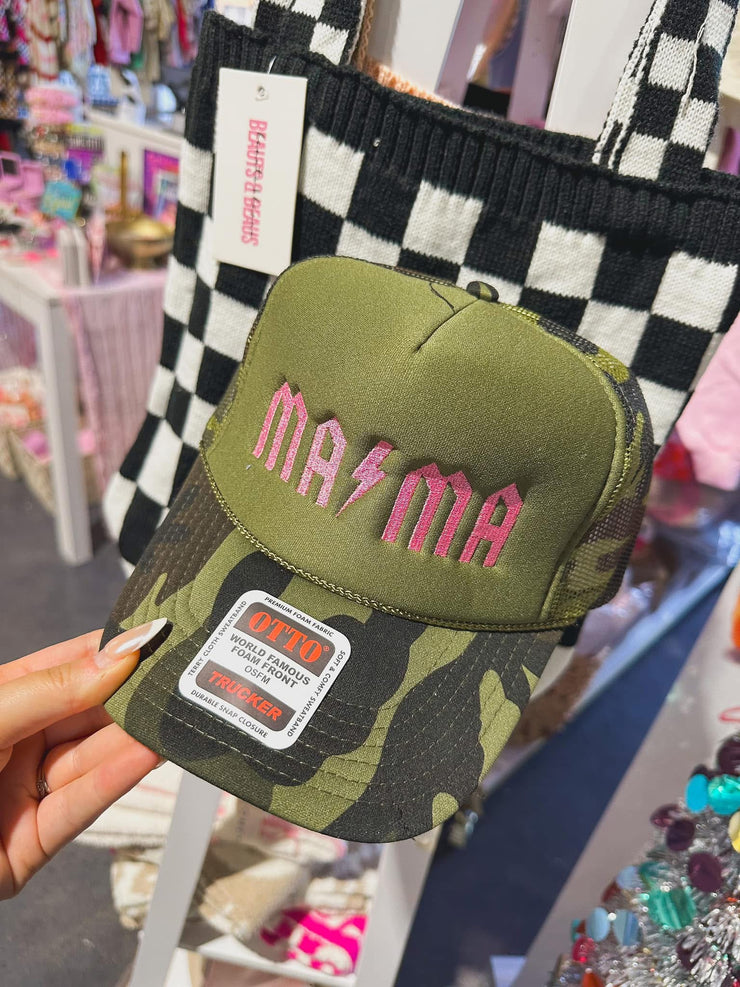 BEAUTS & BEAUS
MA⚡MA
PREMIUM FOAM FABRIC
TERRY CLOTH SWEATBAND
SOFT & COMFY SWEATBAND
OTTO®
WORLD FAMOUS
FOAM FRONT
OSFM
TRUCKER
DURABLE SNAP CLOSURE